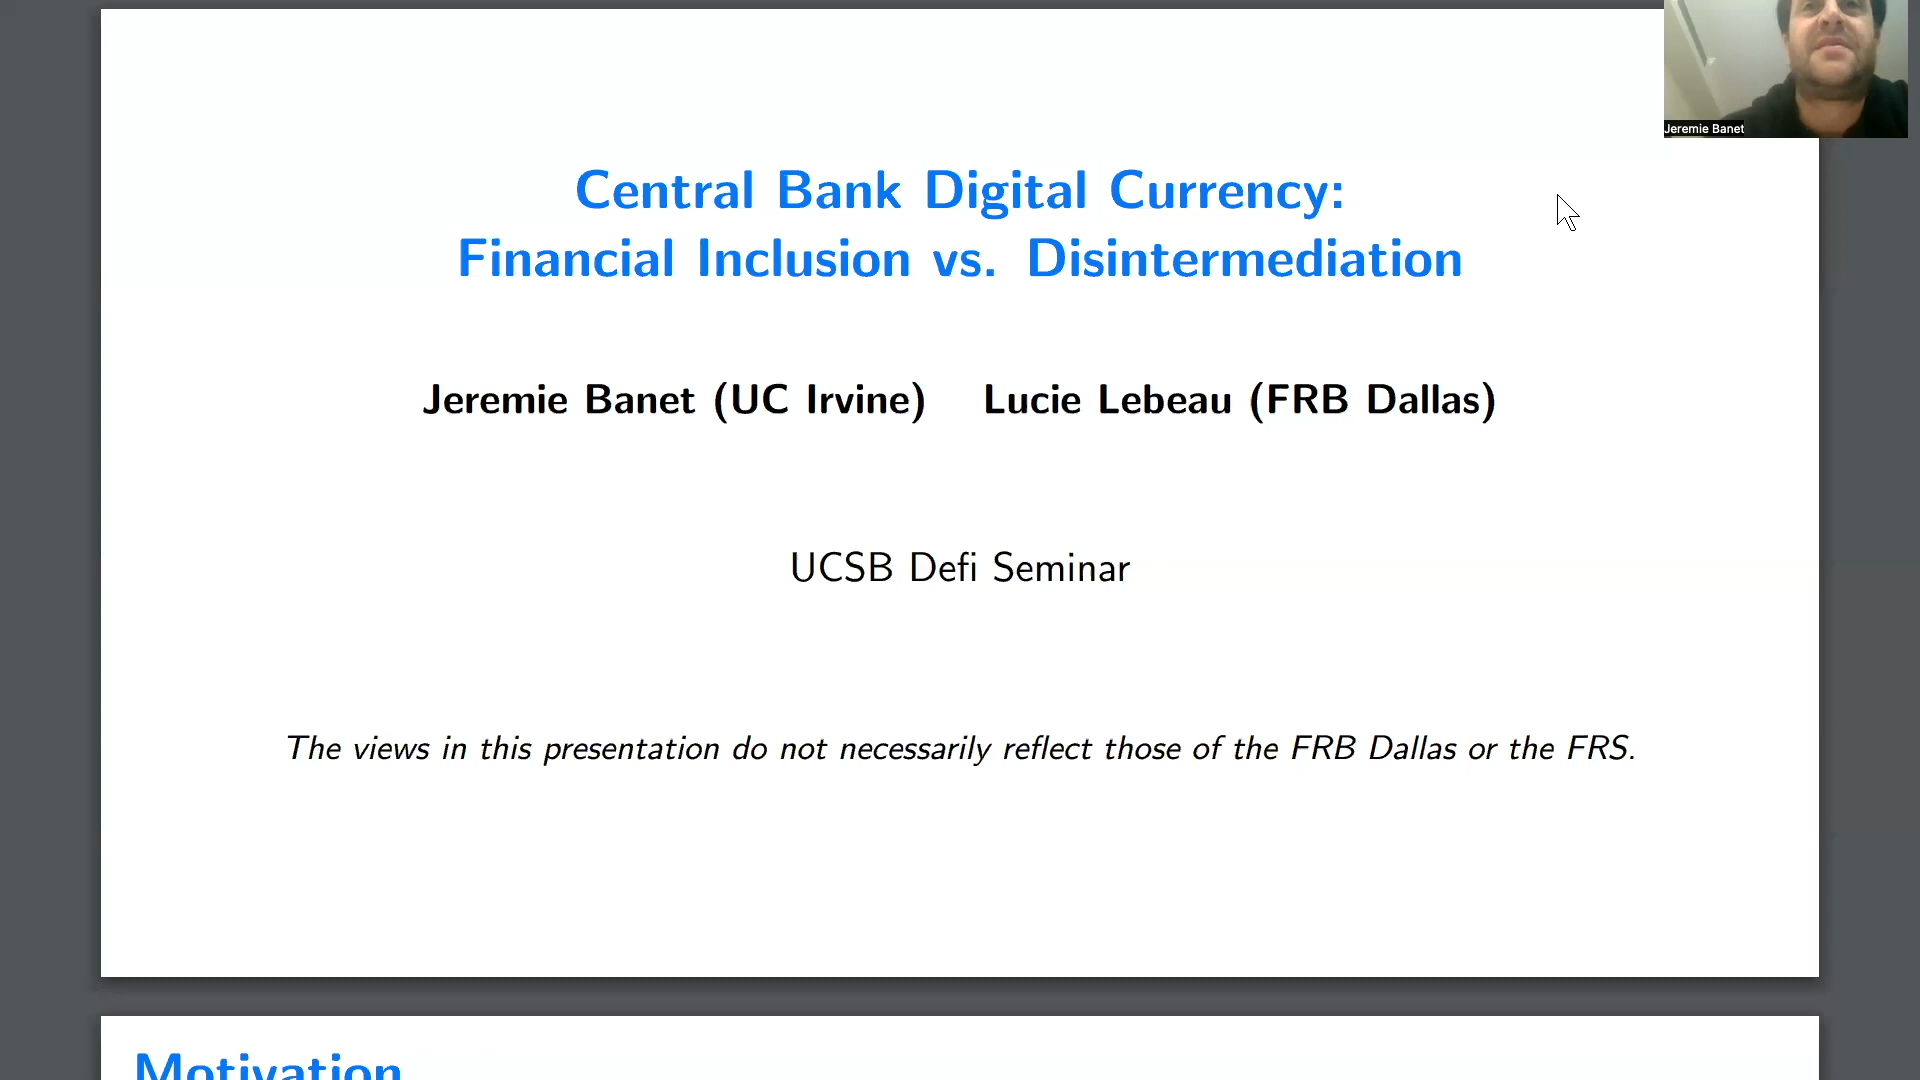 Jeremie Banet
Central Bank Digital Currency:
Financial Inclusion vs. Disintermediation
Jeremie Banet (UC Irvine) Lucie Lebeau (FRB Dallas)
UCSB Defi Seminar
The views in this presentation do not necessarily reflect those of the FRB Dallas or the FRS.
Motivation